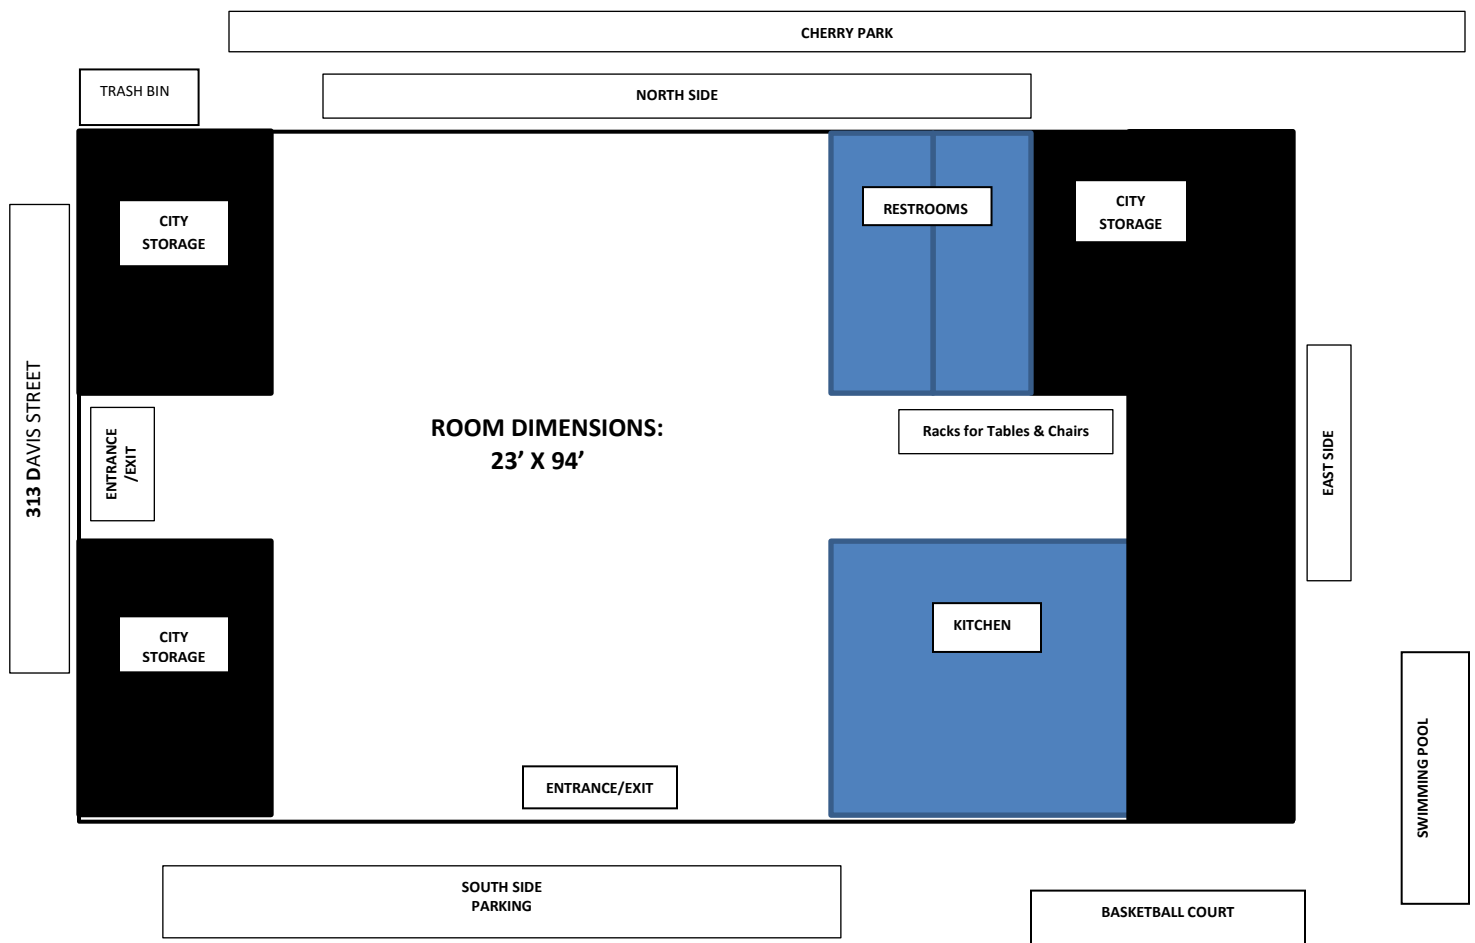 CHERRY PARK
TRASH BIN
NORTH SIDE
CITY
STORAGE
RESTROOMS
CITY
STORAGE
313 DAVIS STREET
ENTRANCE
/EXIT
ROOM DIMENSIONS:
23’ X 94’
Racks for Tables & Chairs
EAST SIDE
CITY
STORAGE
KITCHEN
ENTRANCE/EXIT
SWIMMING POOL
SOUTH SIDE
PARKING
BASKETBALL COURT